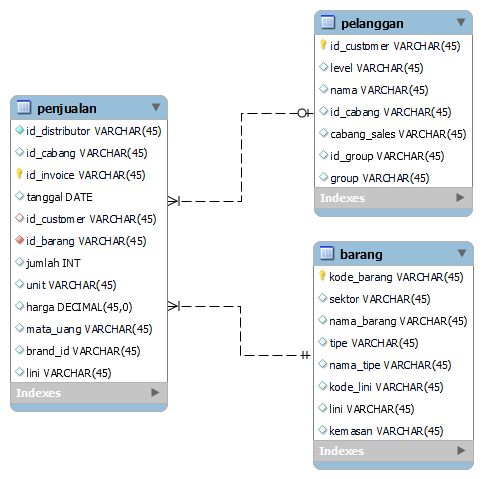 pelanggan
id_customer VARCHAR(45)
level VARCHAR(45)
nama VARCHAR(45)
id_cabang VARCHAR(45)
cabang_sales VARCHAR(45)
id_group VARCHAR(45)
group VARCHAR(45)
Indexes
penjualan
id_distributor VARCHAR(45)
id_cabang VARCHAR(45)
id_invoice VARCHAR(45)
tanggal DATE
id_customer VARCHAR(45)
id_barang VARCHAR(45)
jumlah INT
unit VARCHAR(45)
harga DECIMAL(45,0)
mata_uang VARCHAR(45)
brand_id VARCHAR(45)
lini VARCHAR(45)
Indexes
barang
kode_barang VARCHAR(45)
sektor VARCHAR(45)
nama_barang VARCHAR(45)
tipe VARCHAR(45)
nama_tipe VARCHAR(45)
kode_lini VARCHAR(45)
lini VARCHAR(45)
kemasan VARCHAR(45)
Indexes